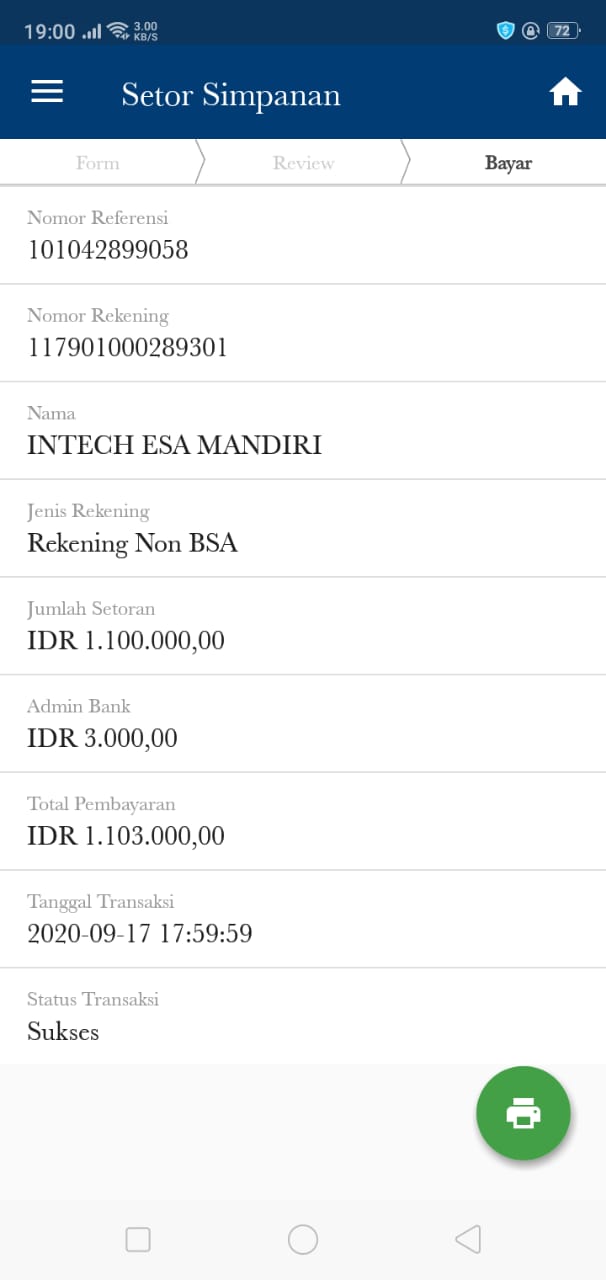 19:00 3.00 KB/S 72
Setor Simpanan
Form Review Bayar
Nomor Referensi
101042899058
Nomor Rekening
117901000289301
Nama
INTECH ESA MANDIRI
Jenis Rekening
Rekening Non BSA
Jumlah Setoran
IDR 1.100.000,00
Admin Bank
IDR 3.000,00
Total Pembayaran
IDR 1.103.000,00
Tanggal Transaksi
2020-09-17 17:59:59
Status Transaksi
Sukses